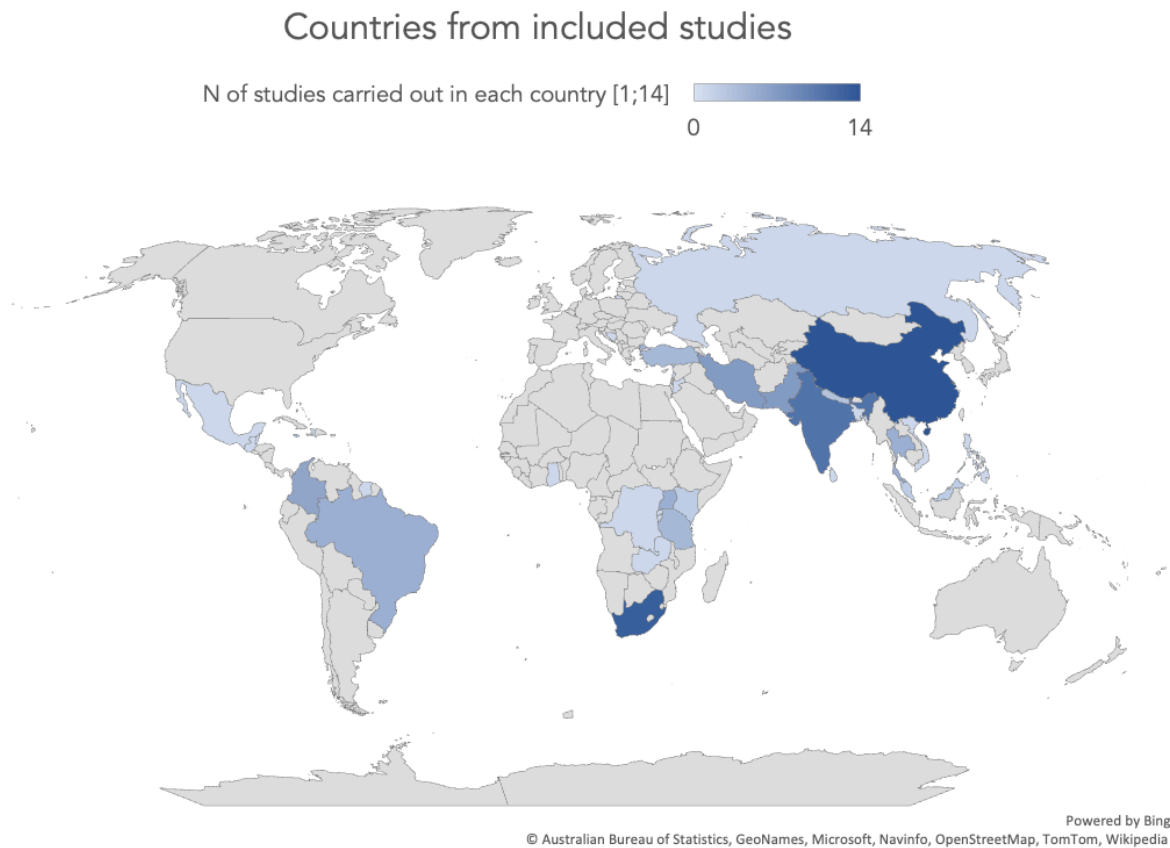 Countries from included studies
N of studies carried out in each country [1;14]
0 14
Powered by Bing
© Australian Bureau of Statistics, GeoNames, Microsoft, Navinfo, OpenStreetMap, TomTom, Wikipedia